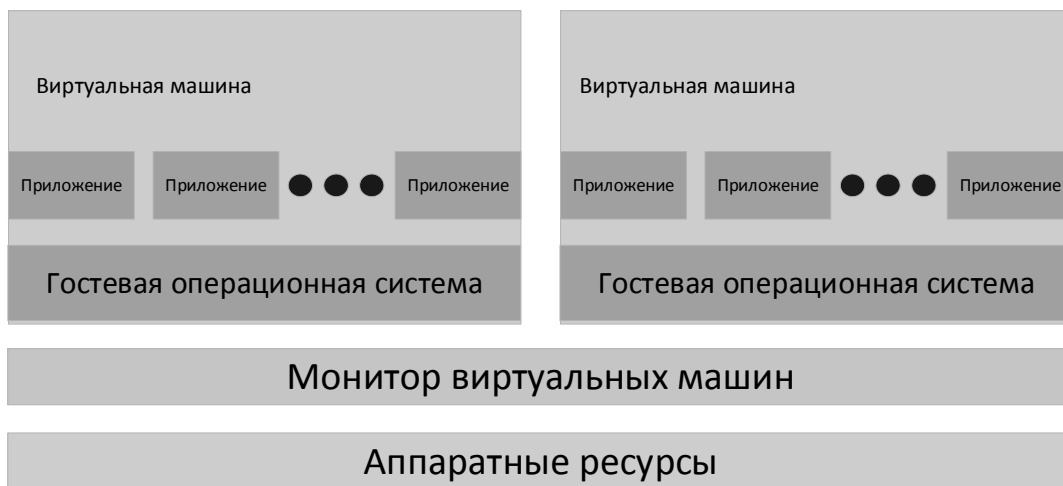 Виртуальная машина
Приложение
Приложение
Приложение
Гостевая операционная система
Виртуальная машина
Приложение
Приложение
Приложение
Гостевая операционная система
Монитор виртуальных машин
Аппаратные ресурсы